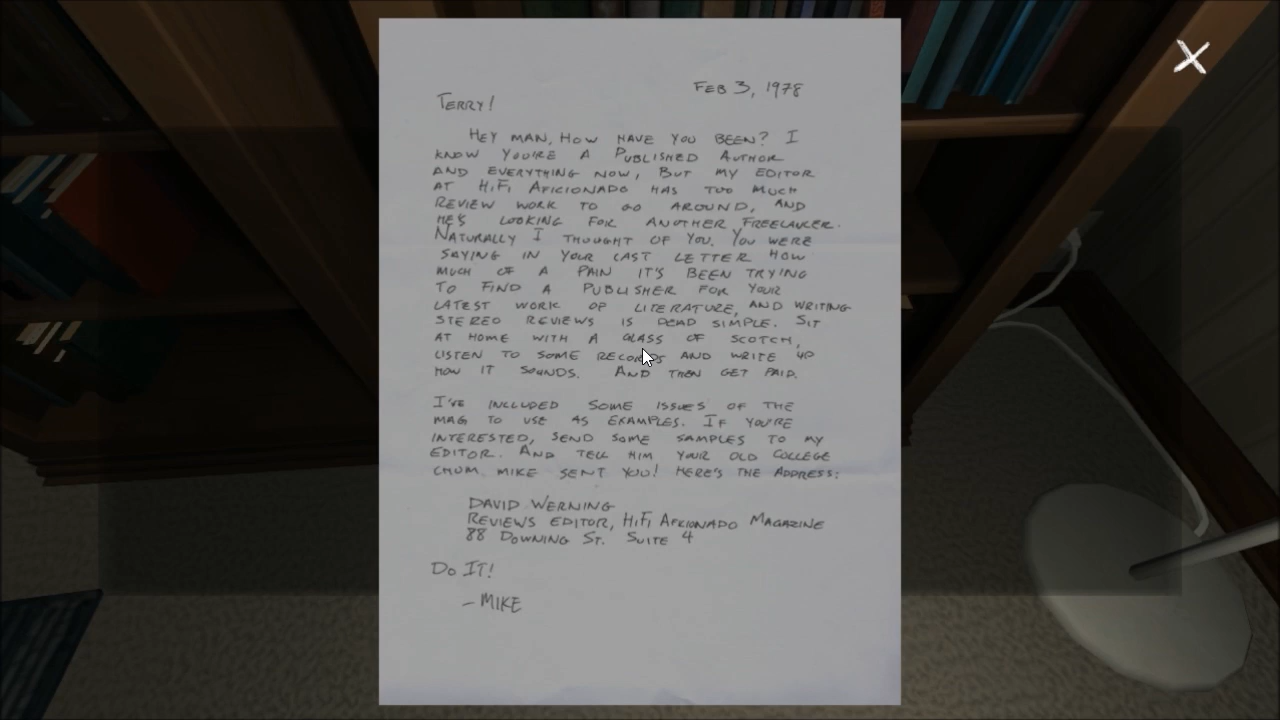 FEB 3, 1978
TERRY!
HEY MAN, HOW HAVE YOU BEEN? I
KNOW YOU'RE A PUBLISHED AUTHOR
AND EVERYTHING NOW, BUT MY EDITOR
AT HIFI AFICIONADO HAS TOO MUCH
REVIEW WORK TO GO AROUND, AND
HE'S LOOKING FOR ANOTHER FREELANCER.
NATURALLY I THOUGHT OF YOU. YOU WERE
SAYING IN YOUR LAST LETTER HOW
MUCH OF A PAIN IT'S BEEN TRYING
TO FIND A PUBLISHER FOR YOUR
LATEST WORK OF LITERATURE, AND WRITING
STEREO REVIEWS IS DEAD SIMPLE. SIT
AT HOME WITH A GLASS OF SCOTCH,
LISTEN TO SOME RECORDS AND WRITE UP
HOW IT SOUNDS. AND THEN GET PAID.
I'VE INCLUDED SOME ISSUES OF THE
MAG TO USE AS EXAMPLES. IF YOU'RE
INTERESTED, SEND SOME SAMPLES TO MY
EDITOR. AND TELL HIM YOUR OLD COLLEGE
CHUM MIKE SENT YOU! HERE'S THE ADDRESS:
DAVID WERNING
REVIEWS EDITOR, HIFI AFICIONADO MAGAZINE
88 DOWNING ST. SUITE 4
DO IT!
– MIKE